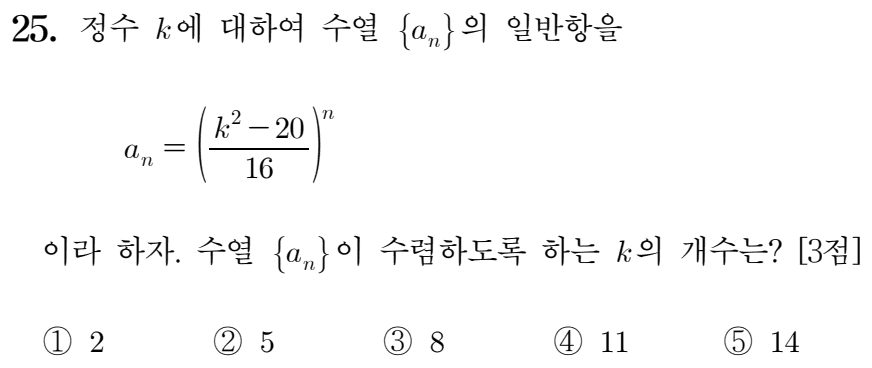 25. 정수 k에 대하여 수열 {a_n}의 일반항을
a_n = ( (k^2 − 20) / 16 )^n
이라 하자. 수열 {a_n}이 수렴하도록 하는 k의 개수는? [3점]
① 2 ② 5 ③ 8 ④ 11 ⑤ 14